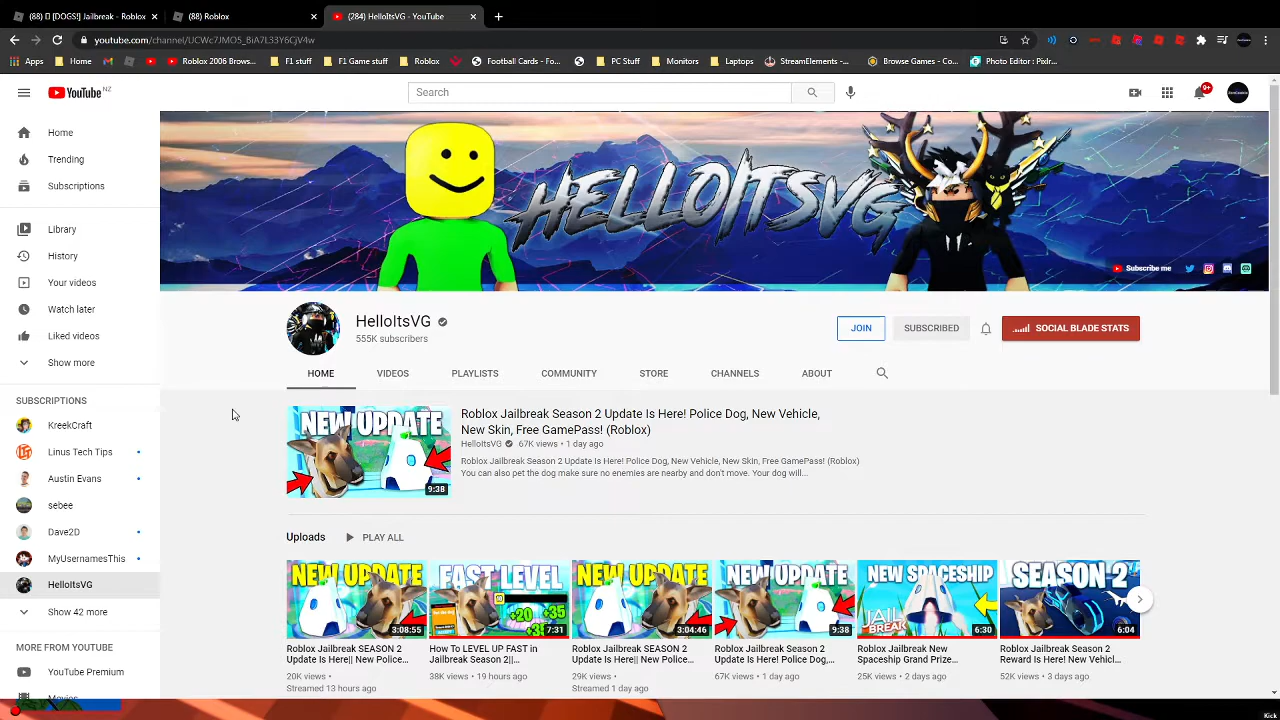 (88) [DOGS!] Jailbreak - Roblox
(88) Roblox
(284) HelloItsVG - YouTube
youtube.com/channel/UCWc7JMO5_BiA7L33Y6CjV4w
Apps
Home
Roblox 2006 Brows...
F1 stuff
F1 Game stuff
Roblox
Football Cards - Fo...
PC Stuff
Monitors
Laptops
StreamElements - ...
Browse Games - Co...
Photo Editor : Pixlr...
YouTube NZ
Search
9+
Home
Trending
Subscriptions
Library
History
Your videos
Watch later
Liked videos
Show more
SUBSCRIPTIONS
KreekCraft
Linus Tech Tips
Austin Evans
sebee
Dave2D
MyUsernamesThis
HelloItsVG
Show 42 more
MORE FROM YOUTUBE
YouTube Premium
Movies
HELLOITSVG
Subscribe me
HelloItsVG
555K subscribers
JOIN
SUBSCRIBED
SOCIAL BLADE STATS
HOME
VIDEOS
PLAYLISTS
COMMUNITY
STORE
CHANNELS
ABOUT
NEW UPDATE
9:38
Roblox Jailbreak Season 2 Update Is Here! Police Dog, New Vehicle,
New Skin, Free GamePass! (Roblox)
HelloItsVG 67K views • 1 day ago
Roblox Jailbreak Season 2 Update Is Here! Police Dog, New Vehicle, New Skin, Free GamePass! (Roblox)
You can also pet the dog make sure no enemies are nearby and don't move. Your dog will...
Uploads
PLAY ALL
NEW UPDATE
3:08:55
Roblox Jailbreak SEASON 2
Update Is Here|| New Police...
20K views •
Streamed 13 hours ago
FAST LEVEL
+20
+35
7:31
How To LEVEL UP FAST in
Jailbreak Season 2||...
38K views • 19 hours ago
NEW UPDATE
3:04:46
Roblox Jailbreak SEASON 2
Update Is Here|| New Police...
29K views •
Streamed 1 day ago
NEW UPDATE
9:38
Roblox Jailbreak Season 2
Update Is Here! Police Dog,...
67K views • 1 day ago
NEW SPACESHIP
JAIL
BREAK
6:30
Roblox Jailbreak New
Spaceship Grand Prize...
25K views • 2 days ago
SEASON 2
6:04
Roblox Jailbreak Season 2
Reward Is Here! New Vehicl...
52K views • 3 days ago
Kick